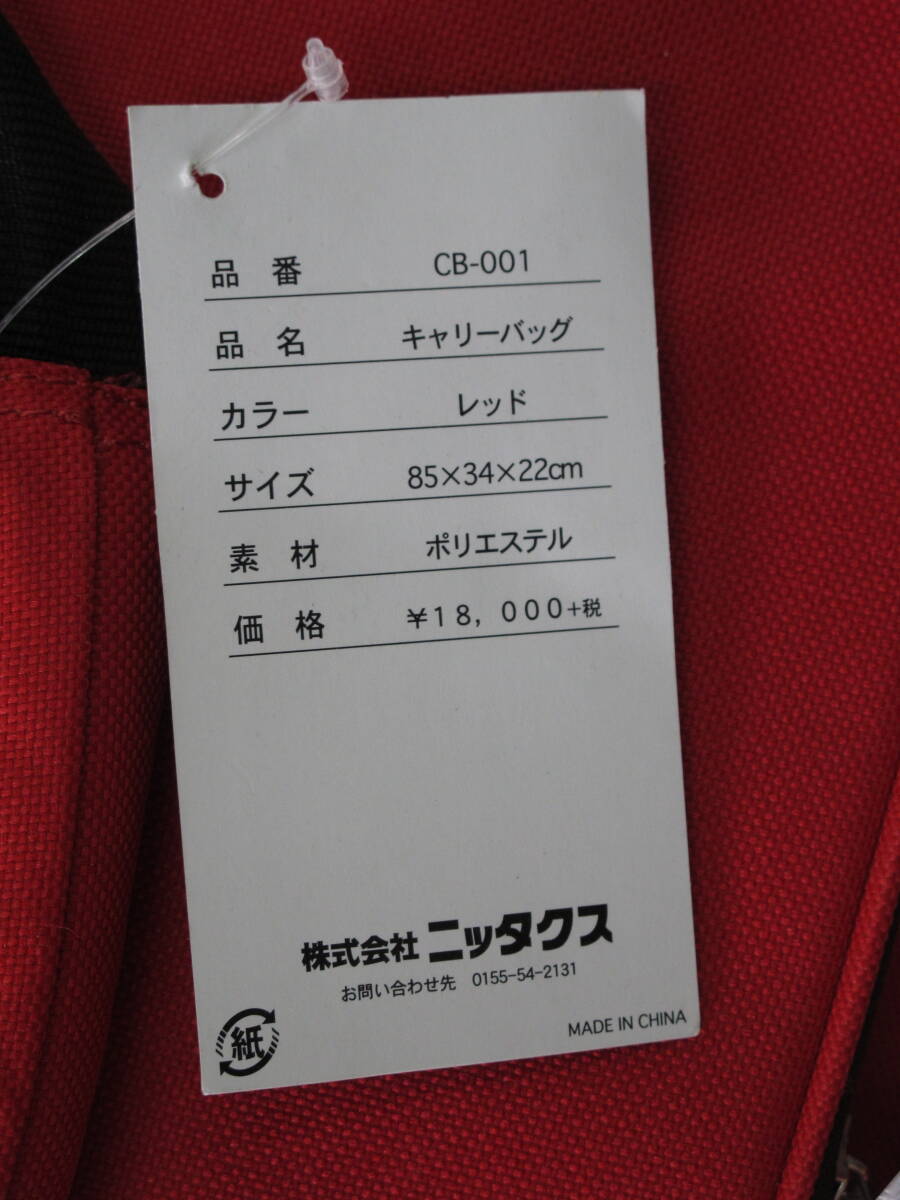 品番 CB-001
品名 キャリーバッグ
カラー レッド
サイズ 85×34×22cm
素材 ポリエステル
価格 ¥18,000+税
株式会社 ニッタクス
お問い合わせ先 0155-54-2131
紙
MADE IN CHINA